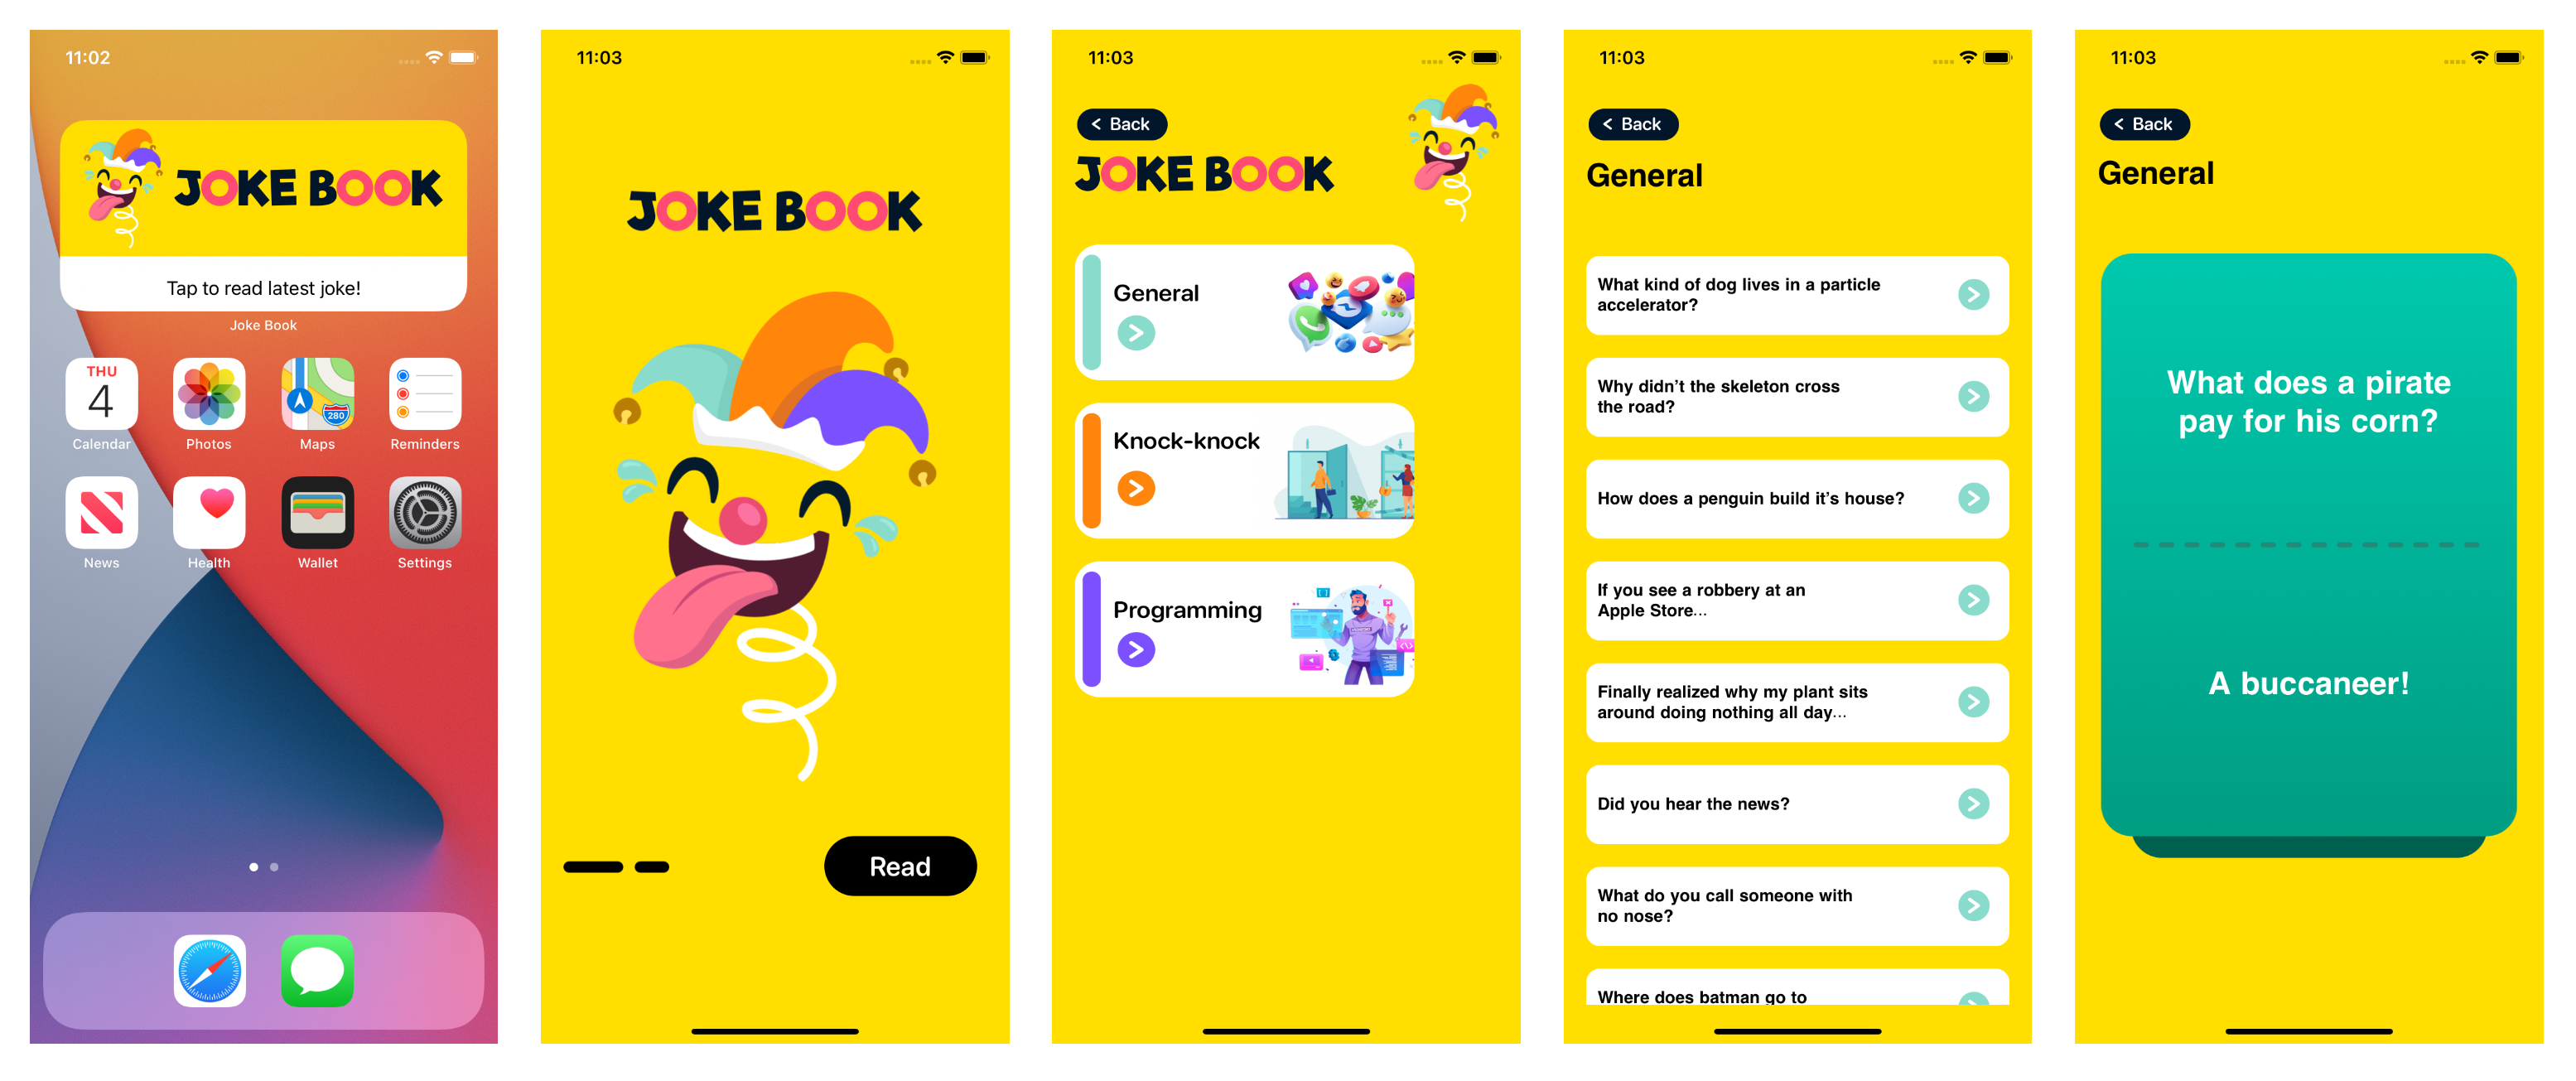 11:02
JOKE BOOK
Tap to read latest joke!
Joke Book
THU
4
280
Calendar
Photos
Maps
Reminders
News
Health
Wallet
Settings
11:03
JOKE BOOK
Read
11:03
< Back
JOKE BOOK
General
Knock-knock
Programming
11:03
< Back
General
What kind of dog lives in a particle
accelerator?
Why didn’t the skeleton cross
the road?
How does a penguin build it’s house?
If you see a robbery at an
Apple Store...
Finally realized why my plant sits
around doing nothing all day...
Did you hear the news?
What do you call someone with
no nose?
Where does batman go to
11:03
< Back
General
What does a pirate
pay for his corn?
A buccaneer!